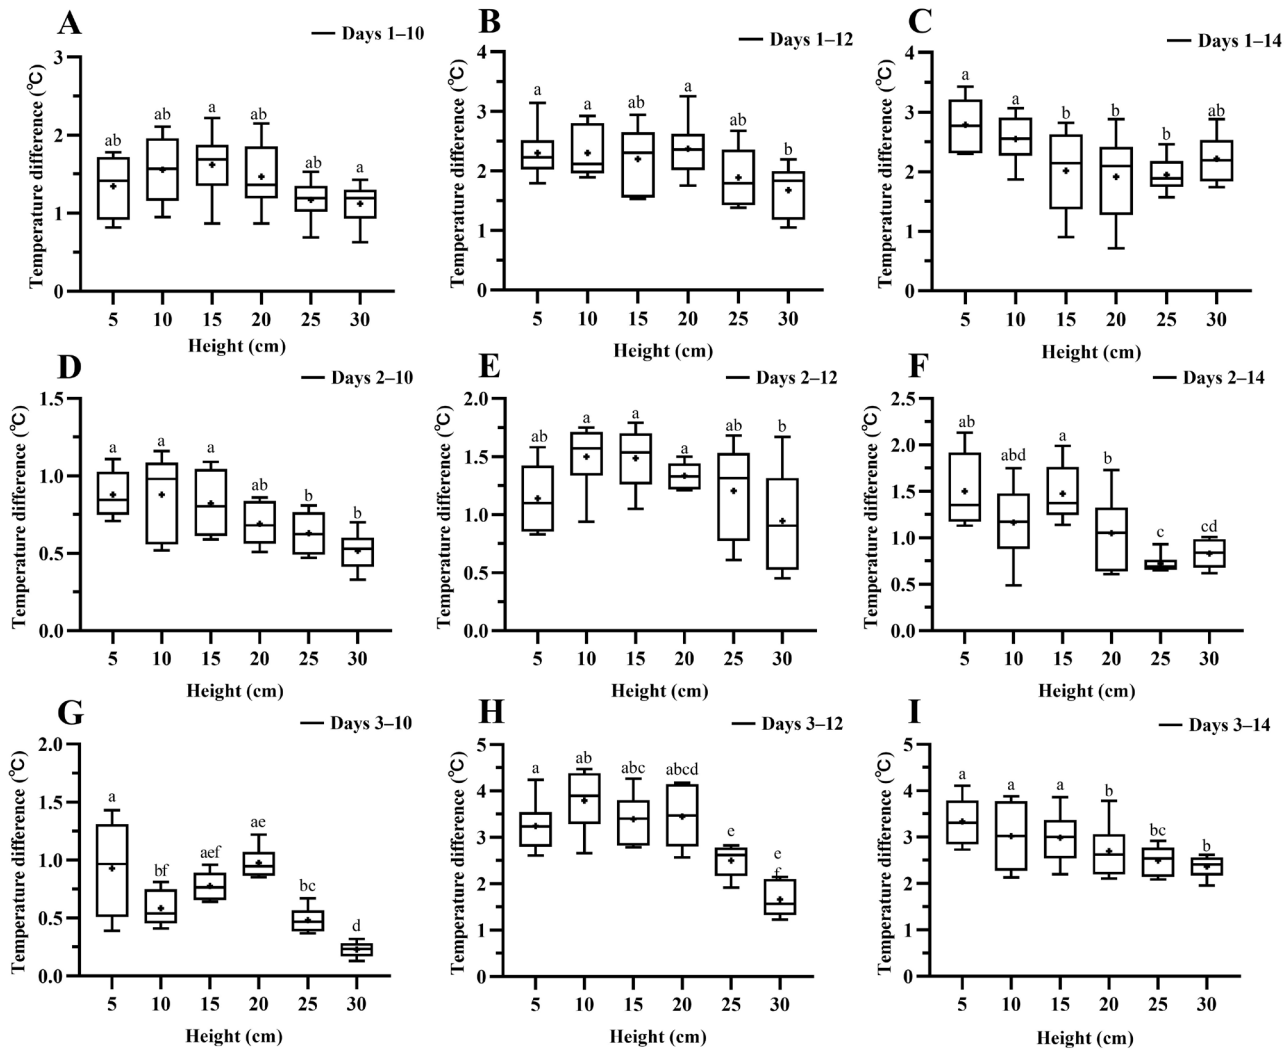 A
Days 1–10
Temperature difference (℃)
3
2
1
0
ab
ab
a
ab
ab
a
5 10 15 20 25 30
Height (cm)
B
Days 1–12
Temperature difference (℃)
4
3
2
1
0
a
a
ab
a
ab
b
5 10 15 20 25 30
Height (cm)
C
Days 1–14
Temperature difference (℃)
4
3
2
1
0
a
a
b
b
b
ab
5 10 15 20 25 30
Height (cm)
D
Days 2–10
Temperature difference (℃)
1.5
1.0
0.5
0.0
a
a
a
ab
b
b
5 10 15 20 25 30
Height (cm)
E
Days 2–12
Temperature difference (℃)
2.0
1.5
1.0
0.5
0.0
ab
a
a
a
ab
b
5 10 15 20 25 30
Height (cm)
F
Days 2–14
Temperature difference (℃)
2.5
2.0
1.5
1.0
0.5
0.0
ab
abd
a
b
c
cd
5 10 15 20 25 30
Height (cm)
G
Days 3–10
Temperature difference (℃)
2.0
1.5
1.0
0.5
0.0
a
bf
aef
ae
bc
d
5 10 15 20 25 30
Height (cm)
H
Days 3–12
Temperature difference (℃)
5
4
3
2
1
0
a
ab
abc
abcd
e
e
f
5 10 15 20 25 30
Height (cm)
I
Days 3–14
Temperature difference (℃)
5
4
3
2
1
0
a
a
a
b
bc
b
5 10 15 20 25 30
Height (cm)